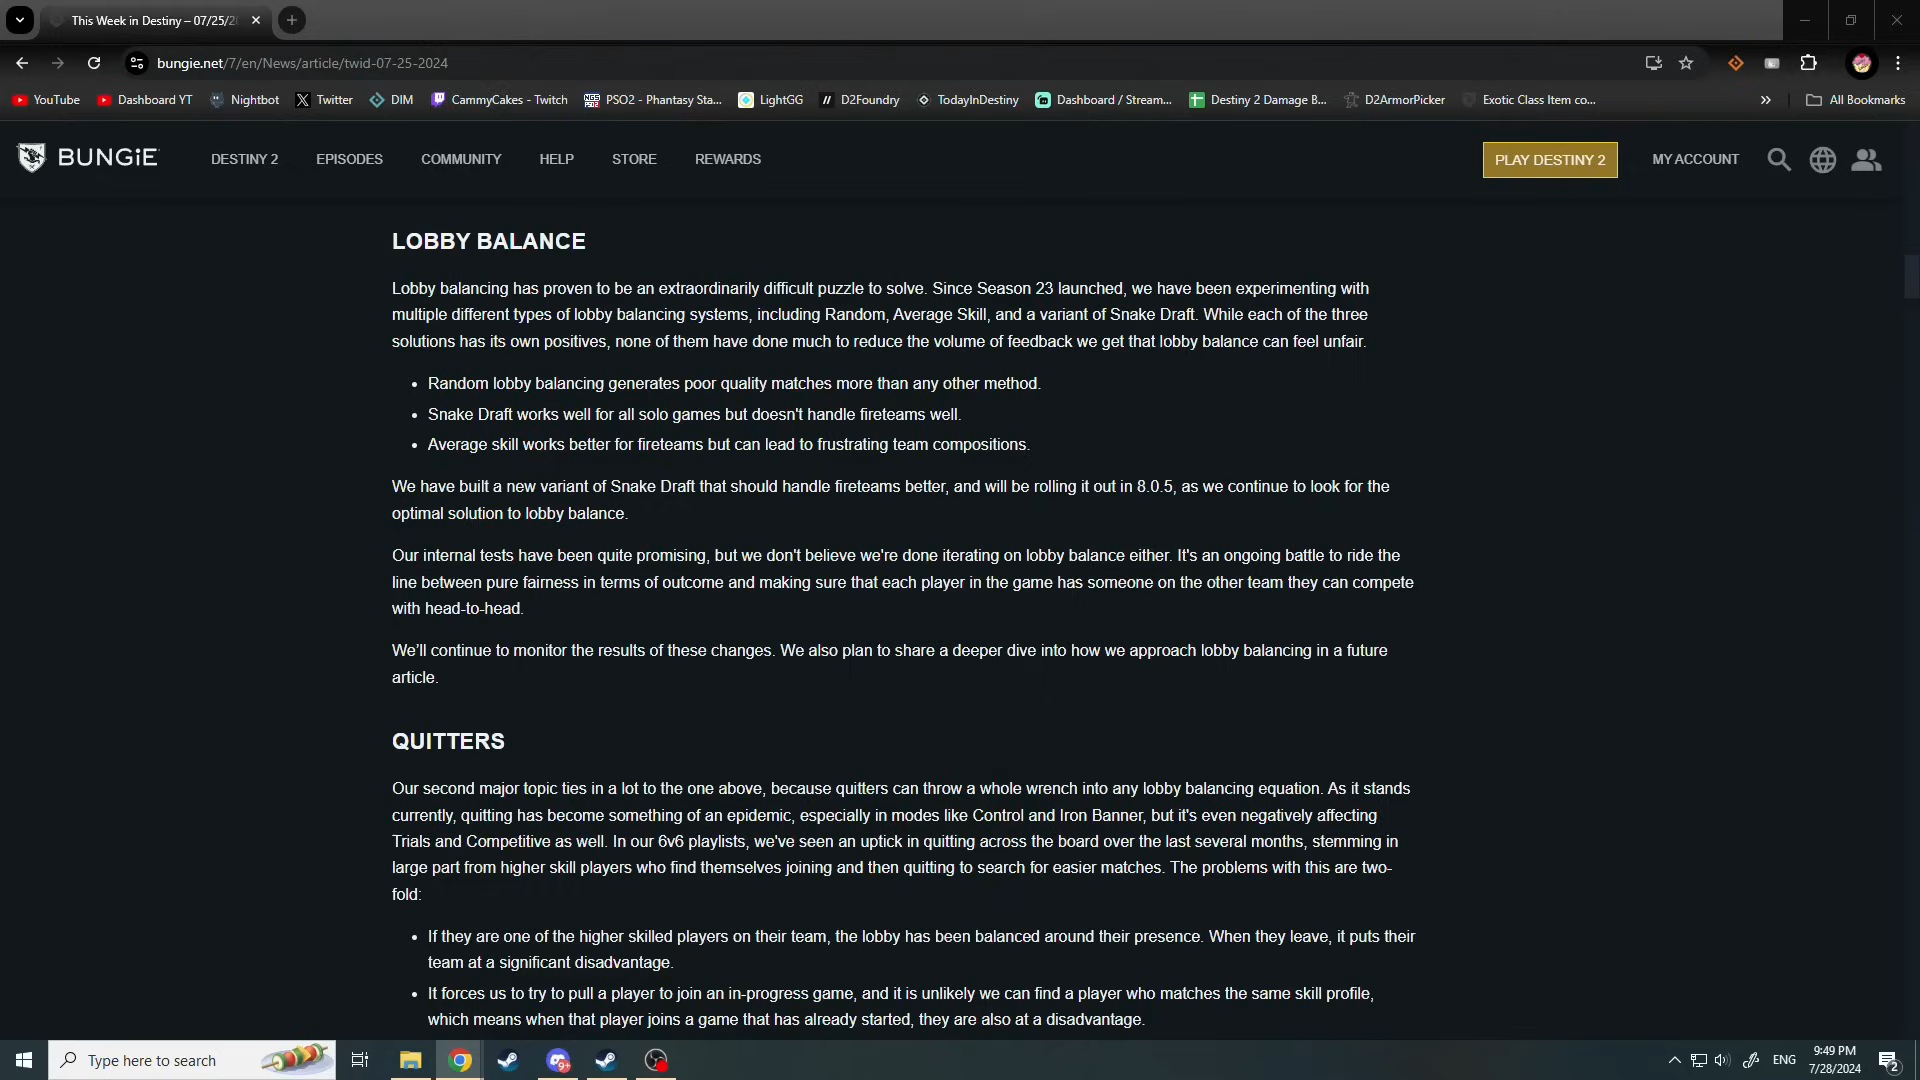 This Week in Destiny – 07/25/2
bungie.net/7/en/News/article/twid-07-25-2024
YouTube
Dashboard YT
Nightbot
Twitter
DIM
CammyCakes - Twitch
PSO2 - Phantasy Sta...
LightGG
D2Foundry
TodayInDestiny
Dashboard / Stream...
Destiny 2 Damage B...
D2ArmorPicker
Exotic Class Item co...
All Bookmarks
BUNGiE
DESTINY 2
EPISODES
COMMUNITY
HELP
STORE
REWARDS
PLAY DESTINY 2
MY ACCOUNT
LOBBY BALANCE
Lobby balancing has proven to be an extraordinarily difficult puzzle to solve. Since Season 23 launched, we have been experimenting with
multiple different types of lobby balancing systems, including Random, Average Skill, and a variant of Snake Draft. While each of the three
solutions has its own positives, none of them have done much to reduce the volume of feedback we get that lobby balance can feel unfair.
• Random lobby balancing generates poor quality matches more than any other method.
• Snake Draft works well for all solo games but doesn't handle fireteams well.
• Average skill works better for fireteams but can lead to frustrating team compositions.
We have built a new variant of Snake Draft that should handle fireteams better, and will be rolling it out in 8.0.5, as we continue to look for the
optimal solution to lobby balance.
Our internal tests have been quite promising, but we don't believe we're done iterating on lobby balance either. It's an ongoing battle to ride the
line between pure fairness in terms of outcome and making sure that each player in the game has someone on the other team they can compete
with head-to-head.
We’ll continue to monitor the results of these changes. We also plan to share a deeper dive into how we approach lobby balancing in a future
article.
QUITTERS
Our second major topic ties in a lot to the one above, because quitters can throw a whole wrench into any lobby balancing equation. As it stands
currently, quitting has become something of an epidemic, especially in modes like Control and Iron Banner, but it's even negatively affecting
Trials and Competitive as well. In our 6v6 playlists, we've seen an uptick in quitting across the board over the last several months, stemming in
large part from higher skill players who find themselves joining and then quitting to search for easier matches. The problems with this are two-
fold:
• If they are one of the higher skilled players on their team, the lobby has been balanced around their presence. When they leave, it puts their
team at a significant disadvantage.
• It forces us to try to pull a player to join an in-progress game, and it is unlikely we can find a player who matches the same skill profile,
which means when that player joins a game that has already started, they are also at a disadvantage.
Type here to search
9+
ENG
9:49 PM
7/28/2024
2